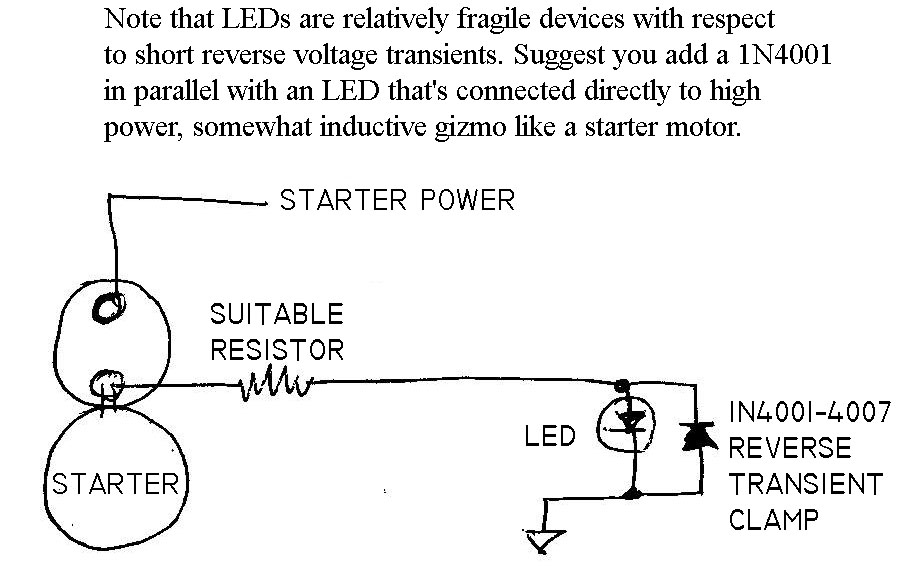 Note that LEDs are relatively fragile devices with respect
to short reverse voltage transients. Suggest you add a 1N4001
in parallel with an LED that's connected directly to high
power, somewhat inductive gizmo like a starter motor.
STARTER POWER
SUITABLE
RESISTOR
LED
1N4001-4007
REVERSE
TRANSIENT
CLAMP
STARTER